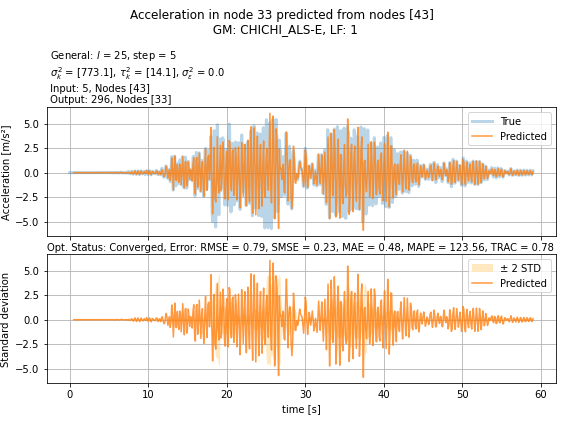 Acceleration in node 33 predicted from nodes [43]
GM: CHICHI_ALS-E, LF: 1
General: l = 25, step = 5
σ²ₖ = [773.1], τ²ₖ = [14.1], σ²ε = 0.0
Input: 5, Nodes [43]
Output: 296, Nodes [33]
Acceleration [m/s²]
5.0
2.5
0.0
−2.5
−5.0
True
Predicted
Opt. Status: Converged, Error: RMSE = 0.79, SMSE = 0.23, MAE = 0.48, MAPE = 123.56, TRAC = 0.78
Standard deviation
5.0
2.5
0.0
−2.5
−5.0
± 2 STD
Predicted
0 10 20 30 40 50 60
time [s]